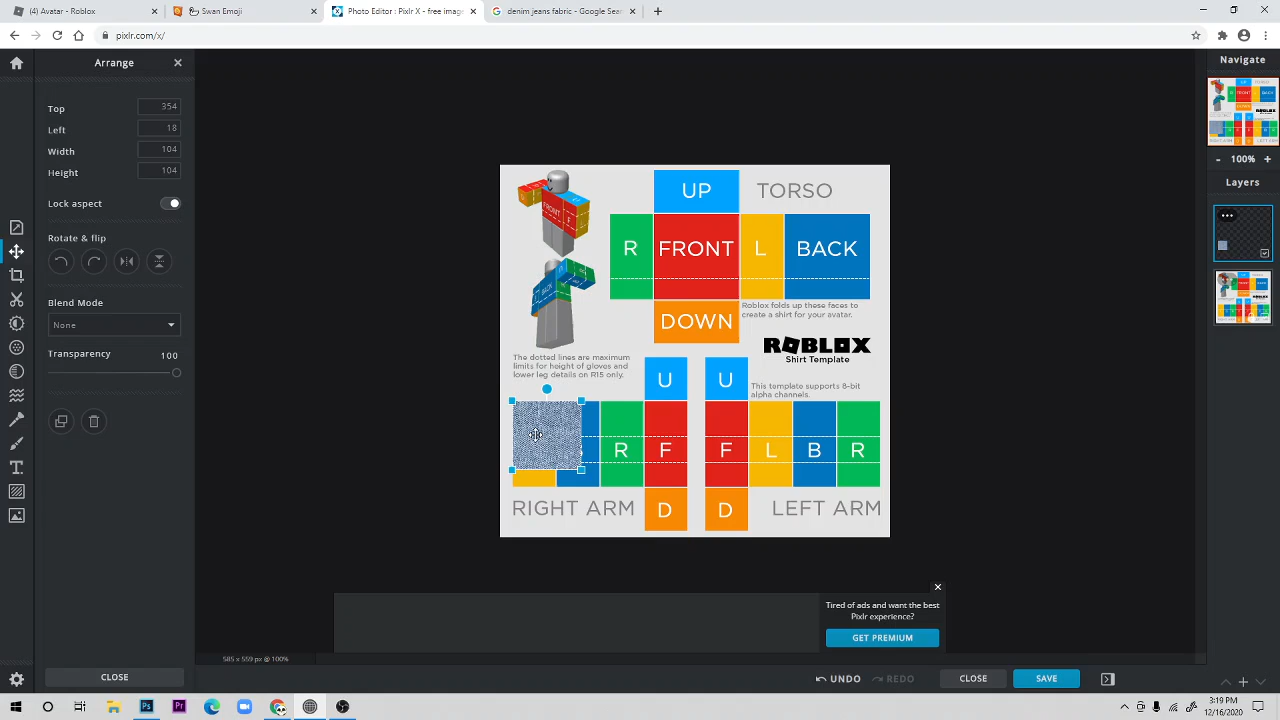 (4) Avatar - Roblox
Swan Emoji
Photo Editor : Pixlr X - free image
denim jeans fabric - Google Sear
pixlr.com/x/
Arrange
Navigate
Top 354
Left 18
Width 104
Height 104
Lock aspect
Rotate & flip
Blend Mode
None
Transparency 100
CLOSE
100%
Layers
UP
TORSO
R
FRONT
L
BACK
DOWN
Roblox folds up these faces to
create a shirt for your avatar.
ROBLOX
Shirt Template
The dotted lines are maximum
limits for height of gloves and
lower leg details on R15 only.
U
U
This template supports 8-bit
alpha channels.
R
F
F
L
B
R
RIGHT ARM
D
D
LEFT ARM
Tired of ads and want the best
Pixlr experience?
GET PREMIUM
585 x 559 px @ 100%
UNDO
REDO
CLOSE
SAVE
3:19 PM
12/16/2020